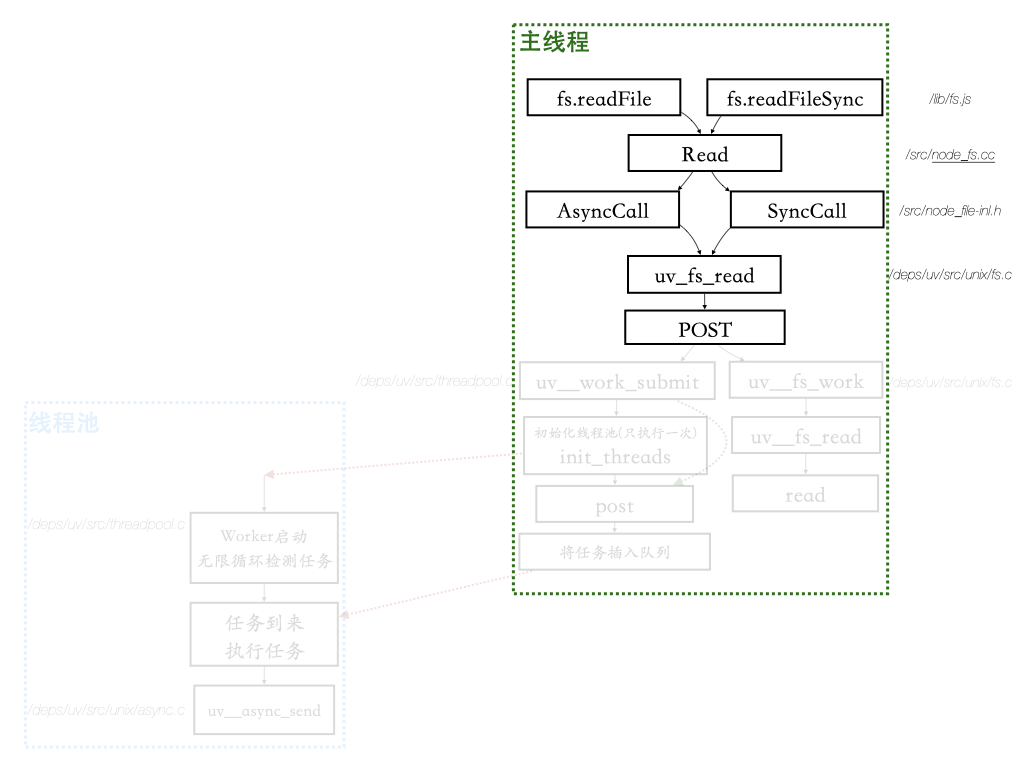 主线程
fs.readFile
fs.readFileSync
/lib/fs.js
Read
/src/node_fs.cc
AsyncCall
SyncCall
/src/node_file-inl.h
uv_fs_read
/deps/uv/src/unix/fs.c
POST
/deps/uv/src/threadpool.c
uv__work_submit
uv__fs_work
/deps/uv/src/unix/fs.c
线程池
初始化线程池(只执行一次)
init_threads
uv__fs_read
post
read
/deps/uv/src/threadpool.c
Worker启动
无限循环检测任务
将任务插入队列
任务到来
执行任务
/deps/uv/src/unix/async.c
uv__async_send